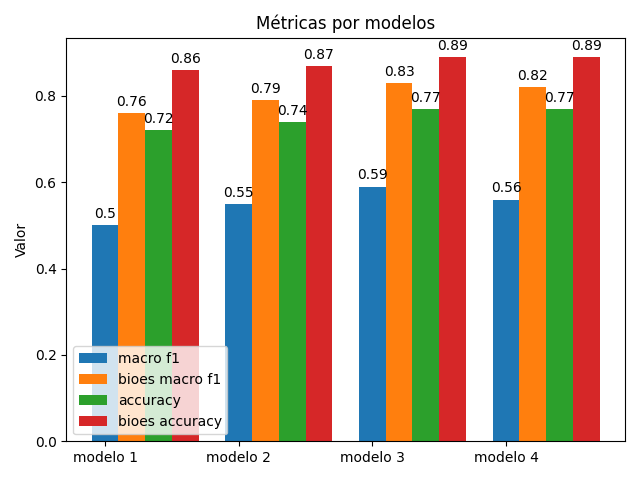 Métricas por modelos
0.86
0.87
0.89
0.89
0.76
0.79
0.83
0.82
0.72
0.74
0.77
0.77
0.5
0.55
0.59
0.56
Valor
0.8
0.6
0.4
0.2
0.0
macro f1
bioes macro f1
accuracy
bioes accuracy
modelo 1
modelo 2
modelo 3
modelo 4